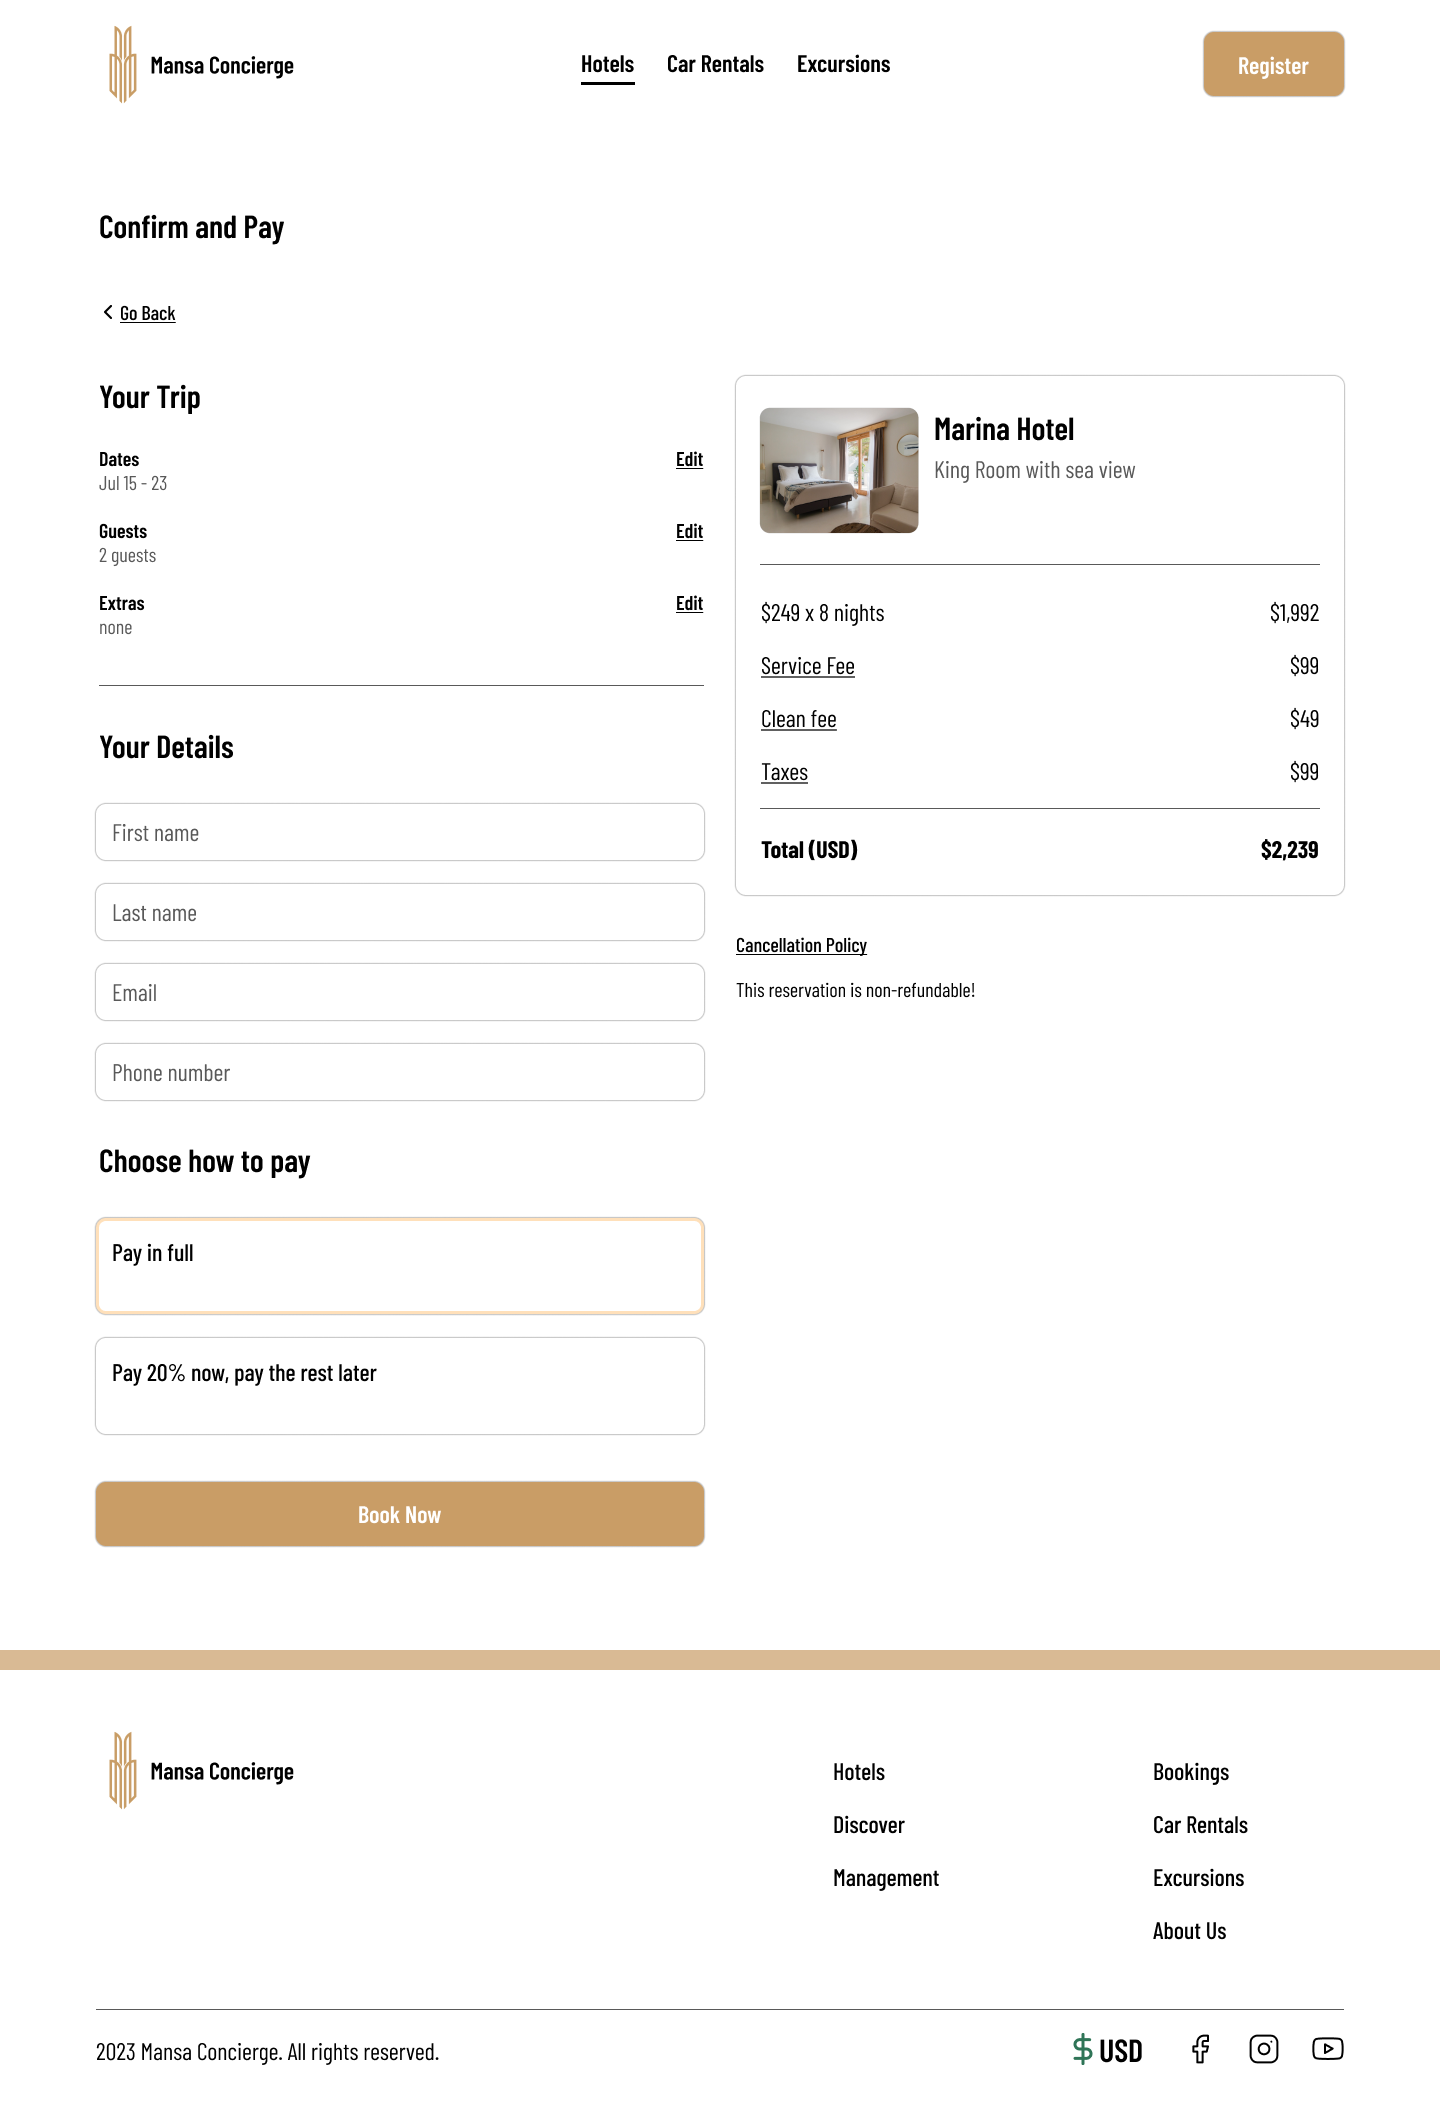 Mansa Concierge
Hotels
Car Rentals
Excursions
Register
Confirm and Pay
Go Back
Your Trip
Dates
Edit
Jul 15 - 23
Guests
Edit
2 guests
Extras
Edit
none
Your Details
First name
Last name
Email
Phone number
Choose how to pay
Pay in full
Pay 20% now, pay the rest later
Book Now
Marina Hotel
King Room with sea view
$249 x 8 nights
$1,992
Service Fee
$99
Clean fee
$49
Taxes
$99
Total (USD)
$2,239
Cancellation Policy
This reservation is non-refundable!
Mansa Concierge
Hotels
Discover
Management
Bookings
Car Rentals
Excursions
About Us
2023 Mansa Concierge. All rights reserved.
$ USD